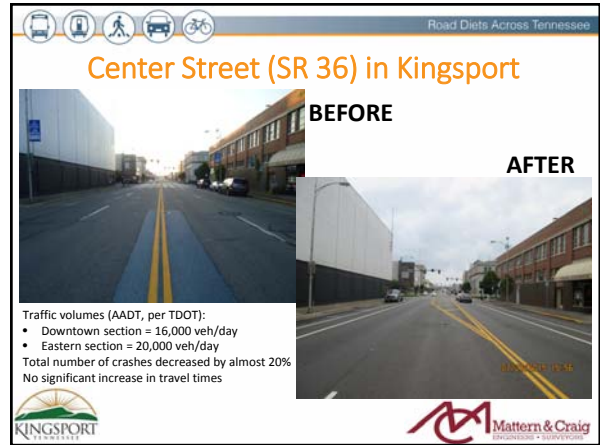 Road Diets Across Tennessee
Center Street (SR 36) in Kingsport
BEFORE
AFTER
Traffic volumes (AADT, per TDOT):
• Downtown section = 16,000 veh/day
• Eastern section = 20,000 veh/day
Total number of crashes decreased by almost 20%
No significant increase in travel times
KINGSPORT
TENNESSEE
Mattern & Craig
ENGINEERS • SURVEYORS